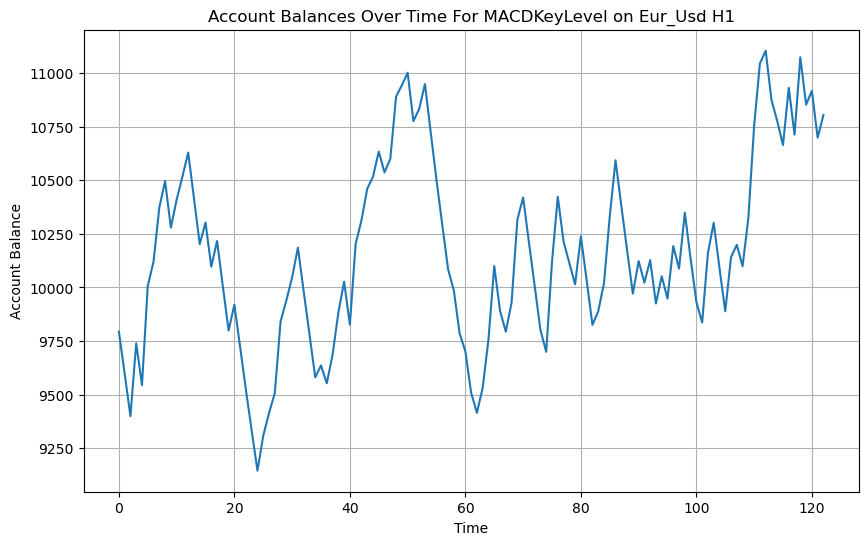 Account Balances Over Time For MACDKeyLevel on Eur_Usd H1
Account Balance
11000
10750
10500
10250
10000
9750
9500
9250
0 20 40 60 80 100 120
Time